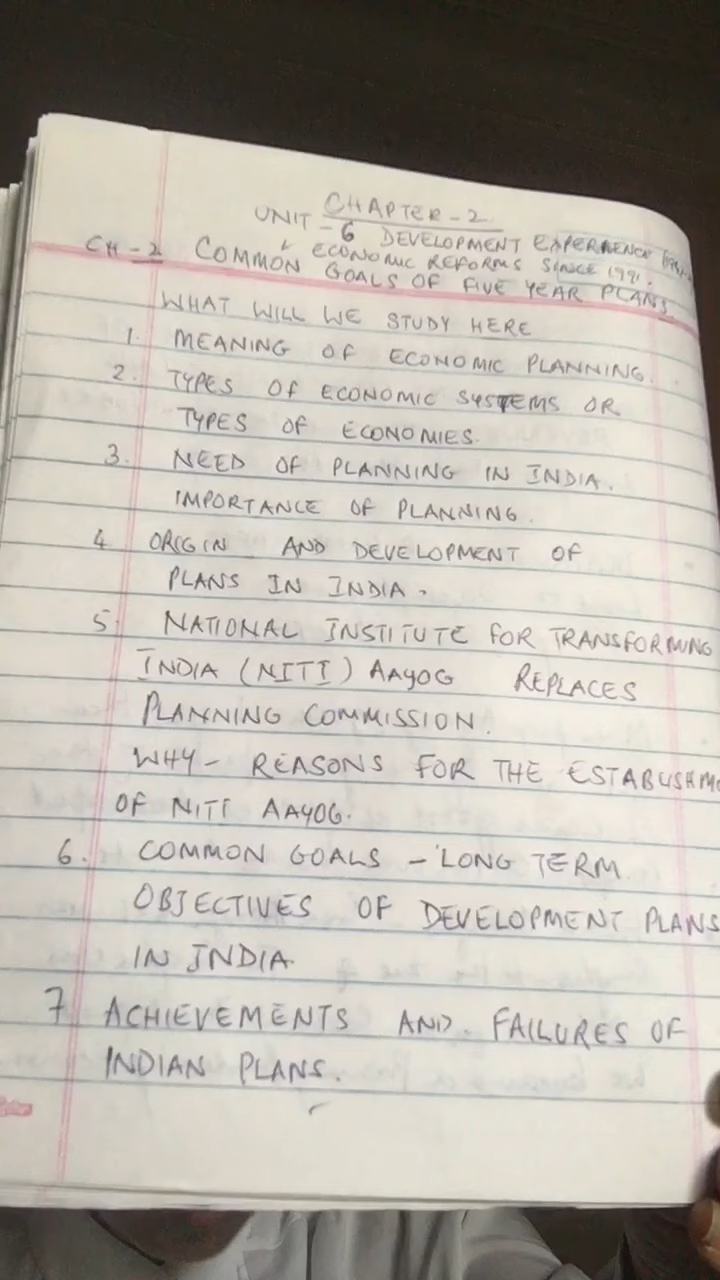 CHAPTER - 2
UNIT - 6 DEVELOPMENT EXPERIENCE
& ECONOMIC REFORMS SINCE 1991.
CH - 2 COMMON GOALS OF FIVE YEAR PLANS.
WHAT WILL WE STUDY HERE
1. MEANING OF ECONOMIC PLANNING.
2. TYPES OF ECONOMIC SYSTEMS OR
TYPES OF ECONOMIES.
3. NEED OF PLANNING IN INDIA.
IMPORTANCE OF PLANNING.
4 ORIGIN AND DEVELOPMENT OF
PLANS IN INDIA.
5. NATIONAL INSTITUTE FOR TRANSFORMING
INDIA (NITI) AAYOG REPLACES
PLANNING COMMISSION.
WHY - REASONS FOR THE ESTABLISHM
OF NITI AAYOG.
6. COMMON GOALS - LONG TERM
OBJECTIVES OF DEVELOPMENT PLANS
IN INDIA.
7 ACHIEVEMENTS AND FAILURES OF
INDIAN PLANS.